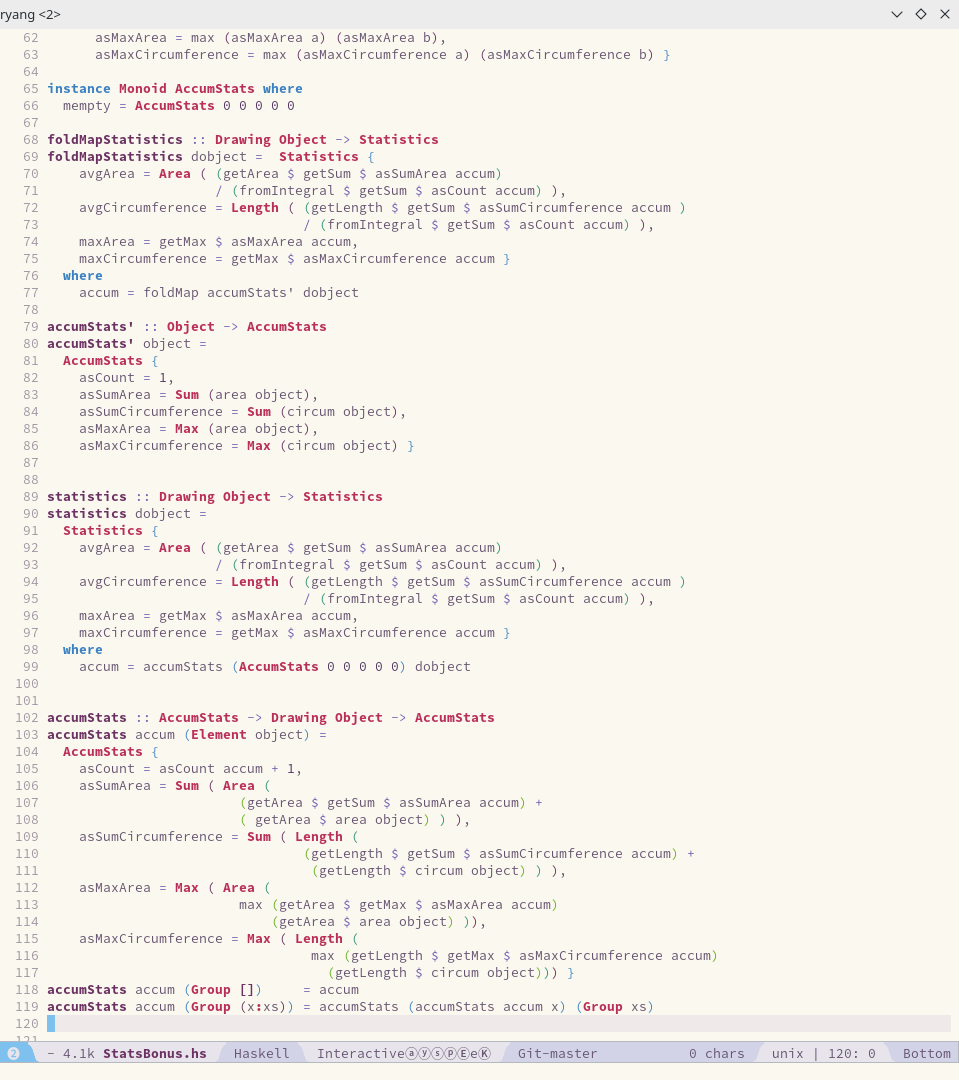 ryang <2>
62 asMaxArea = max (asMaxArea a) (asMaxArea b),
63 asMaxCircumference = max (asMaxCircumference a) (asMaxCircumference b) }
64
65 instance Monoid AccumStats where
66 mempty = AccumStats 0 0 0 0 0
67
68 foldMapStatistics :: Drawing Object -> Statistics
69 foldMapStatistics dobject =  Statistics {
70 avgArea = Area ( (getArea $ getSum $ asSumArea accum)
71 / (fromIntegral $ getSum $ asCount accum) ),
72 avgCircumference = Length ( (getLength $ getSum $ asSumCircumference accum )
73 / (fromIntegral $ getSum $ asCount accum) ),
74 maxArea = getMax $ asMaxArea accum,
75 maxCircumference = getMax $ asMaxCircumference accum }
76 where
77 accum = foldMap accumStats' dobject
78
79 accumStats' :: Object -> AccumStats
80 accumStats' object =
81 AccumStats {
82 asCount = 1,
83 asSumArea = Sum (area object),
84 asSumCircumference = Sum (circum object),
85 asMaxArea = Max (area object),
86 asMaxCircumference = Max (circum object) }
87
88
89 statistics :: Drawing Object -> Statistics
90 statistics dobject =
91 Statistics {
92 avgArea = Area ( (getArea $ getSum $ asSumArea accum)
93 / (fromIntegral $ getSum $ asCount accum) ),
94 avgCircumference = Length ( (getLength $ getSum $ asSumCircumference accum )
95 / (fromIntegral $ getSum $ asCount accum) ),
96 maxArea = getMax $ asMaxArea accum,
97 maxCircumference = getMax $ asMaxCircumference accum }
98 where
99 accum = accumStats (AccumStats 0 0 0 0 0) dobject
100
101
102 accumStats :: AccumStats -> Drawing Object -> AccumStats
103 accumStats accum (Element object) =
104 AccumStats {
105 asCount = asCount accum + 1,
106 asSumArea = Sum ( Area (
107 (getArea $ getSum $ asSumArea accum) +
108 ( getArea $ area object) ) ),
109 asSumCircumference = Sum ( Length (
110 (getLength $ getSum $ asSumCircumference accum) +
111 (getLength $ circum object) ) ),
112 asMaxArea = Max ( Area (
113 max (getArea $ getMax $ asMaxArea accum)
114 (getArea $ area object) )),
115 asMaxCircumference = Max ( Length (
116 max (getLength $ getMax $ asMaxCircumference accum)
117 (getLength $ circum object))) }
118 accumStats accum (Group []) = accum
119 accumStats accum (Group (x:xs)) = accumStats (accumStats accum x) (Group xs)
120
121
② - 4.1k StatsBonus.hs Haskell InteractiveⓐⓨⓢⓟⒺeⓀ Git-master 0 chars unix | 120: 0 Bottom